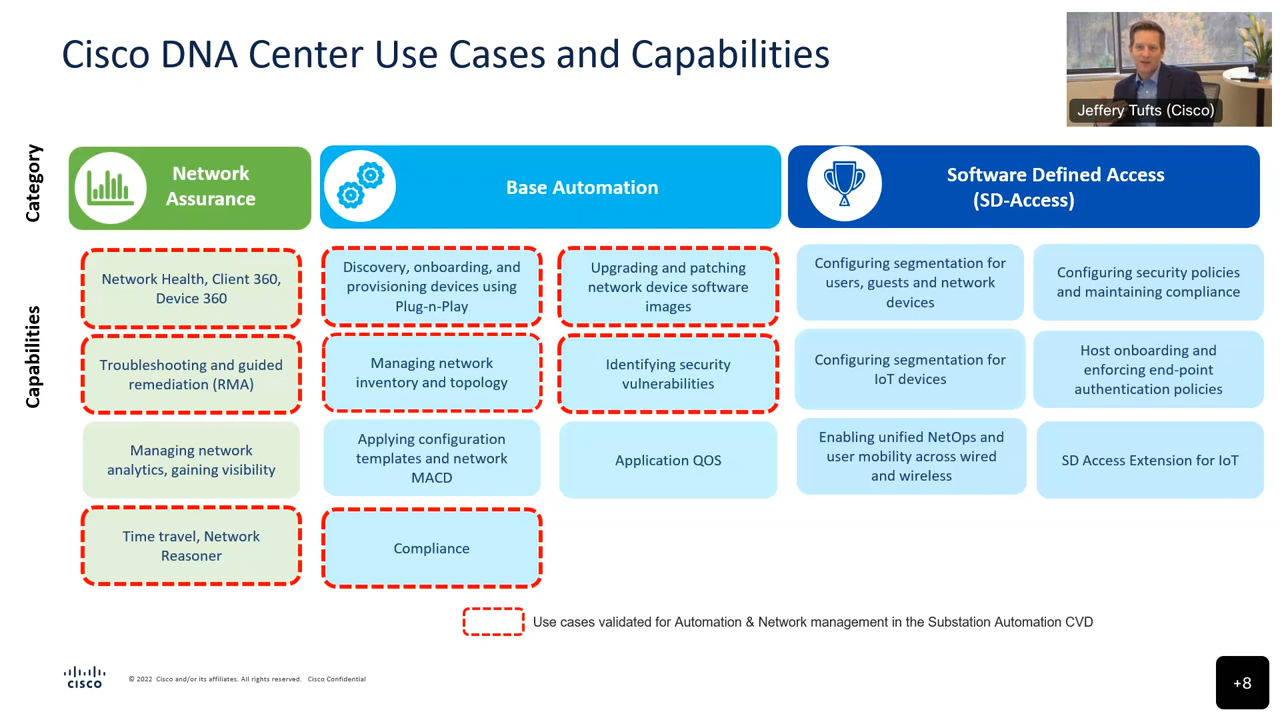 Cisco DNA Center Use Cases and Capabilities
Jeffery Tufts (Cisco)
Category
Network
Assurance
Base Automation
Software Defined Access
(SD-Access)
Capabilities
Network Health, Client 360,
Device 360
Discovery, onboarding, and
provisioning devices using
Plug-n-Play
Upgrading and patching
network device software
images
Configuring segmentation for
users, guests and network
devices
Configuring security policies
and maintaining compliance
Troubleshooting and guided
remediation (RMA)
Managing network
inventory and topology
Identifying security
vulnerabilities
Configuring segmentation for
IoT devices
Host onboarding and
enforcing end-point
authentication policies
Managing network
analytics, gaining visibility
Applying configuration
templates and network
MACD
Application QOS
Enabling unified NetOps and
user mobility across wired
and wireless
SD Access Extension for IoT
Time travel, Network
Reasoner
Compliance
Use cases validated for Automation & Network management in the Substation Automation CVD
CISCO
© 2022 Cisco and/or its affiliates. All rights reserved. Cisco Confidential
+8